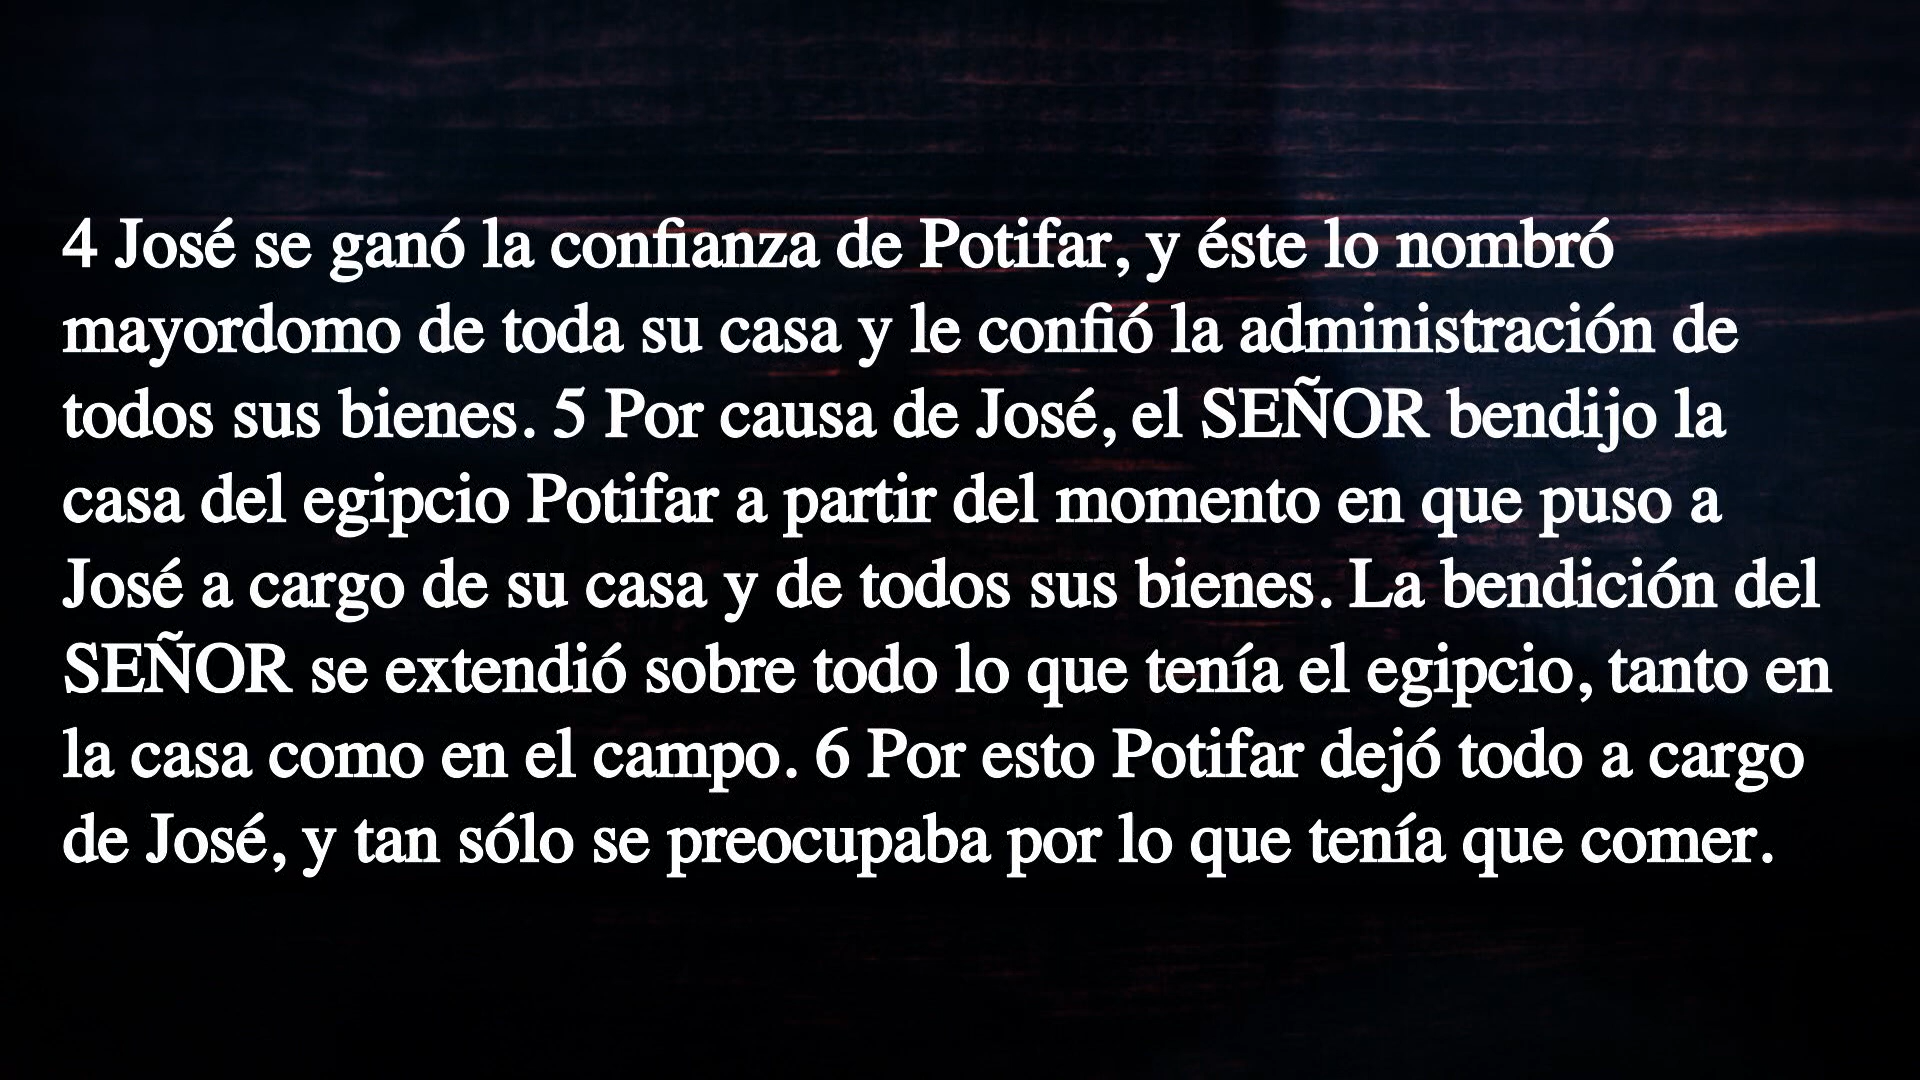 4 José se ganó la confianza de Potifar, y éste lo nombró
mayordomo de toda su casa y le confió la administración de
todos sus bienes. 5 Por causa de José, el SEÑOR bendijo la
casa del egipcio Potifar a partir del momento en que puso a
José a cargo de su casa y de todos sus bienes. La bendición del
SEÑOR se extendió sobre todo lo que tenía el egipcio, tanto en
la casa como en el campo. 6 Por esto Potifar dejó todo a cargo
de José, y tan sólo se preocupaba por lo que tenía que comer.